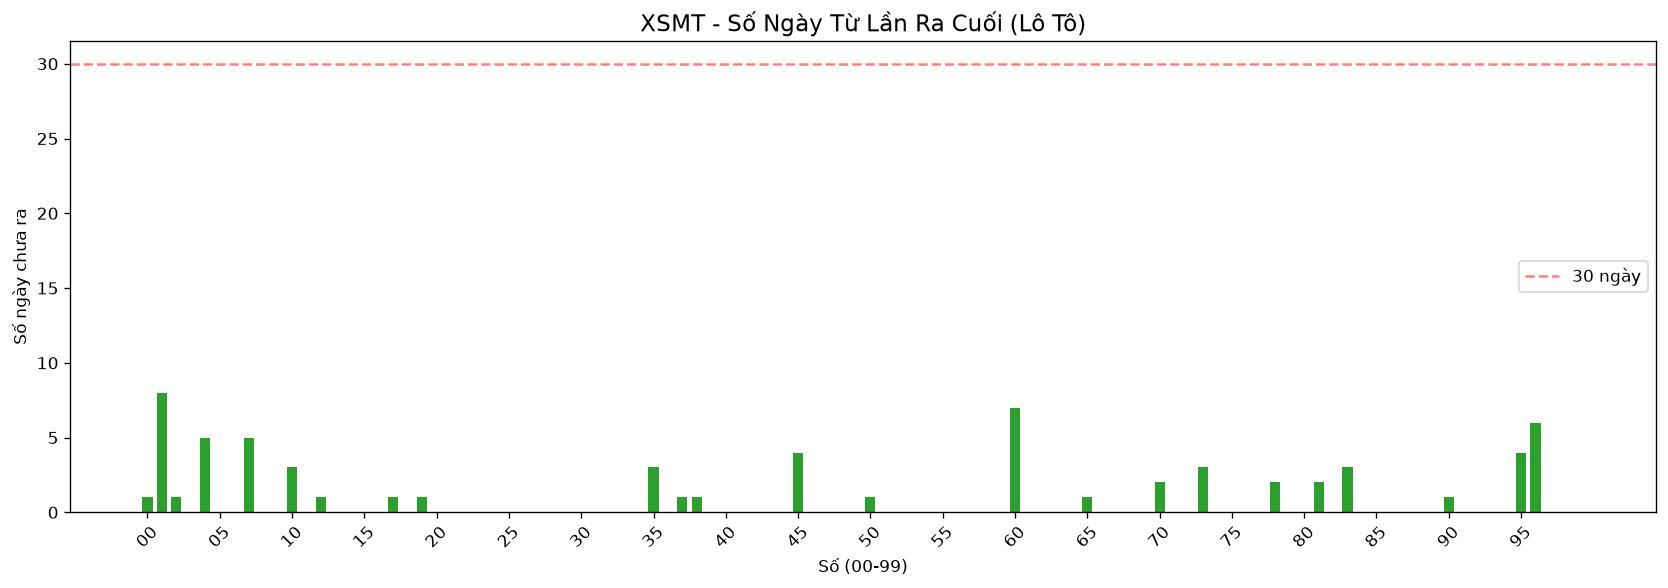 XSMT - Số Ngày Từ Lần Ra Cuối (Lô Tô)
Số ngày chưa ra
30
25
20
15
10
5
0
30 ngày
00 05 10 15 20 25 30 35 40 45 50 55 60 65 70 75 80 85 90 95
Số (00-99)